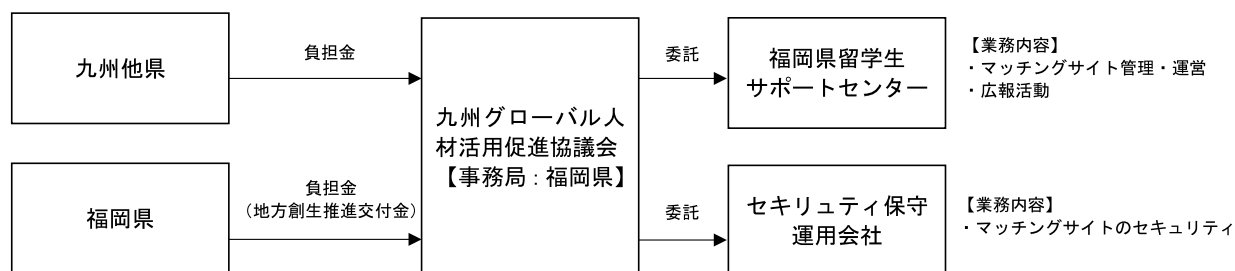 九州他県
負担金
福岡県
負担金
（地方創生推進交付金）
九州グローバル人
材活用促進協議会
【事務局：福岡県】
委託
福岡県留学生
サポートセンター
【業務内容】
・マッチングサイト管理・運営
・広報活動
委託
セキリュティ保守
運用会社
【業務内容】
・マッチングサイトのセキュリティ